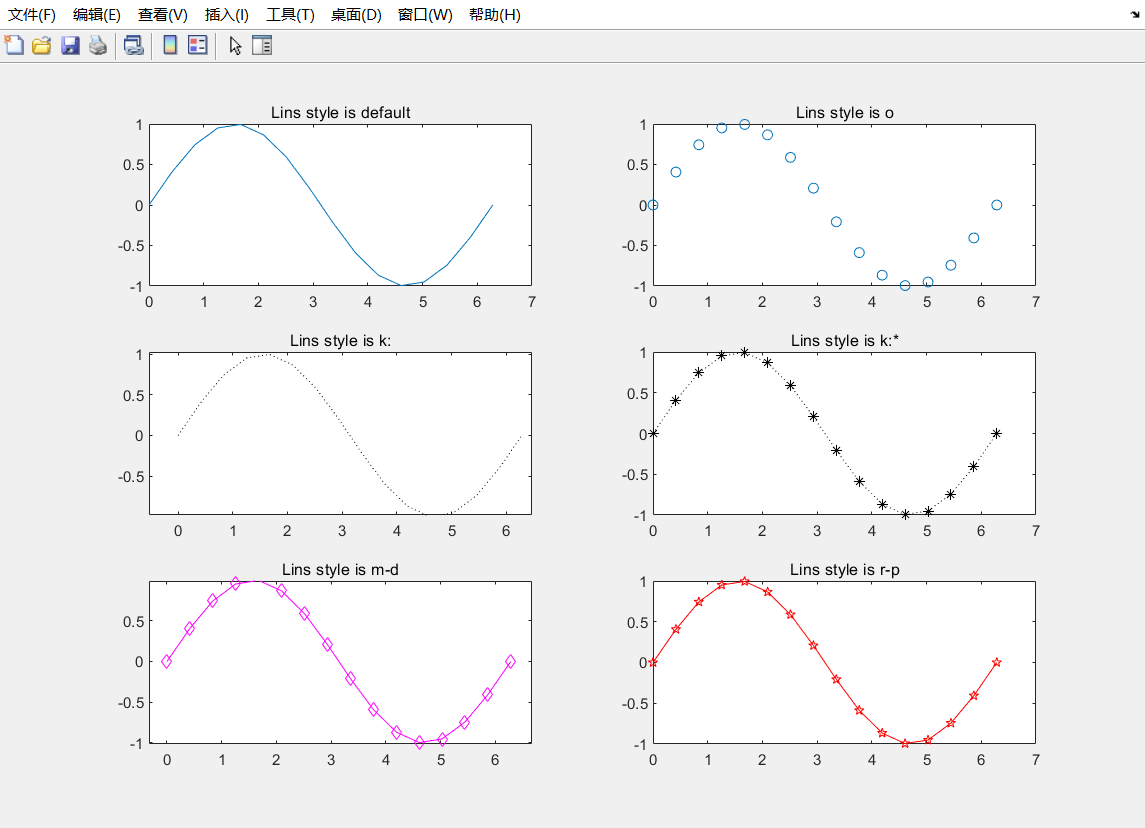 文件(F) 编辑(E) 查看(V) 插入(I) 工具(T) 桌面(D) 窗口(W) 帮助(H)
Lins style is default
1
0.5
0
-0.5
-1
0 1 2 3 4 5 6 7
Lins style is o
1
0.5
0
-0.5
-1
0 1 2 3 4 5 6 7
Lins style is k:
1
0.5
0
-0.5
0 1 2 3 4 5 6
Lins style is k:*
1
0.5
0
-0.5
-1
0 1 2 3 4 5 6 7
Lins style is m-d
0.5
0
-0.5
-1
0 1 2 3 4 5 6
Lins style is r-p
1
0.5
0
-0.5
-1
0 1 2 3 4 5 6 7